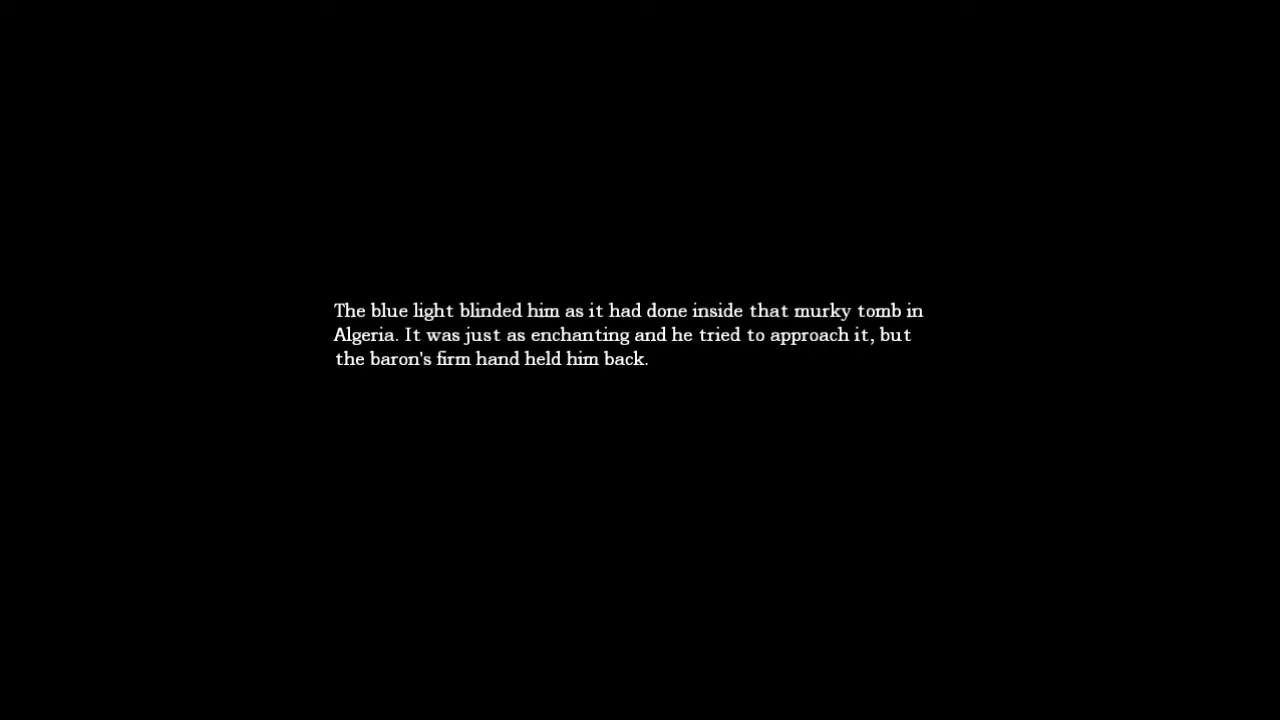 The blue light blinded him as it had done inside that murky tomb in
Algeria. It was just as enchanting and he tried to approach it, but
the baron's firm hand held him back.